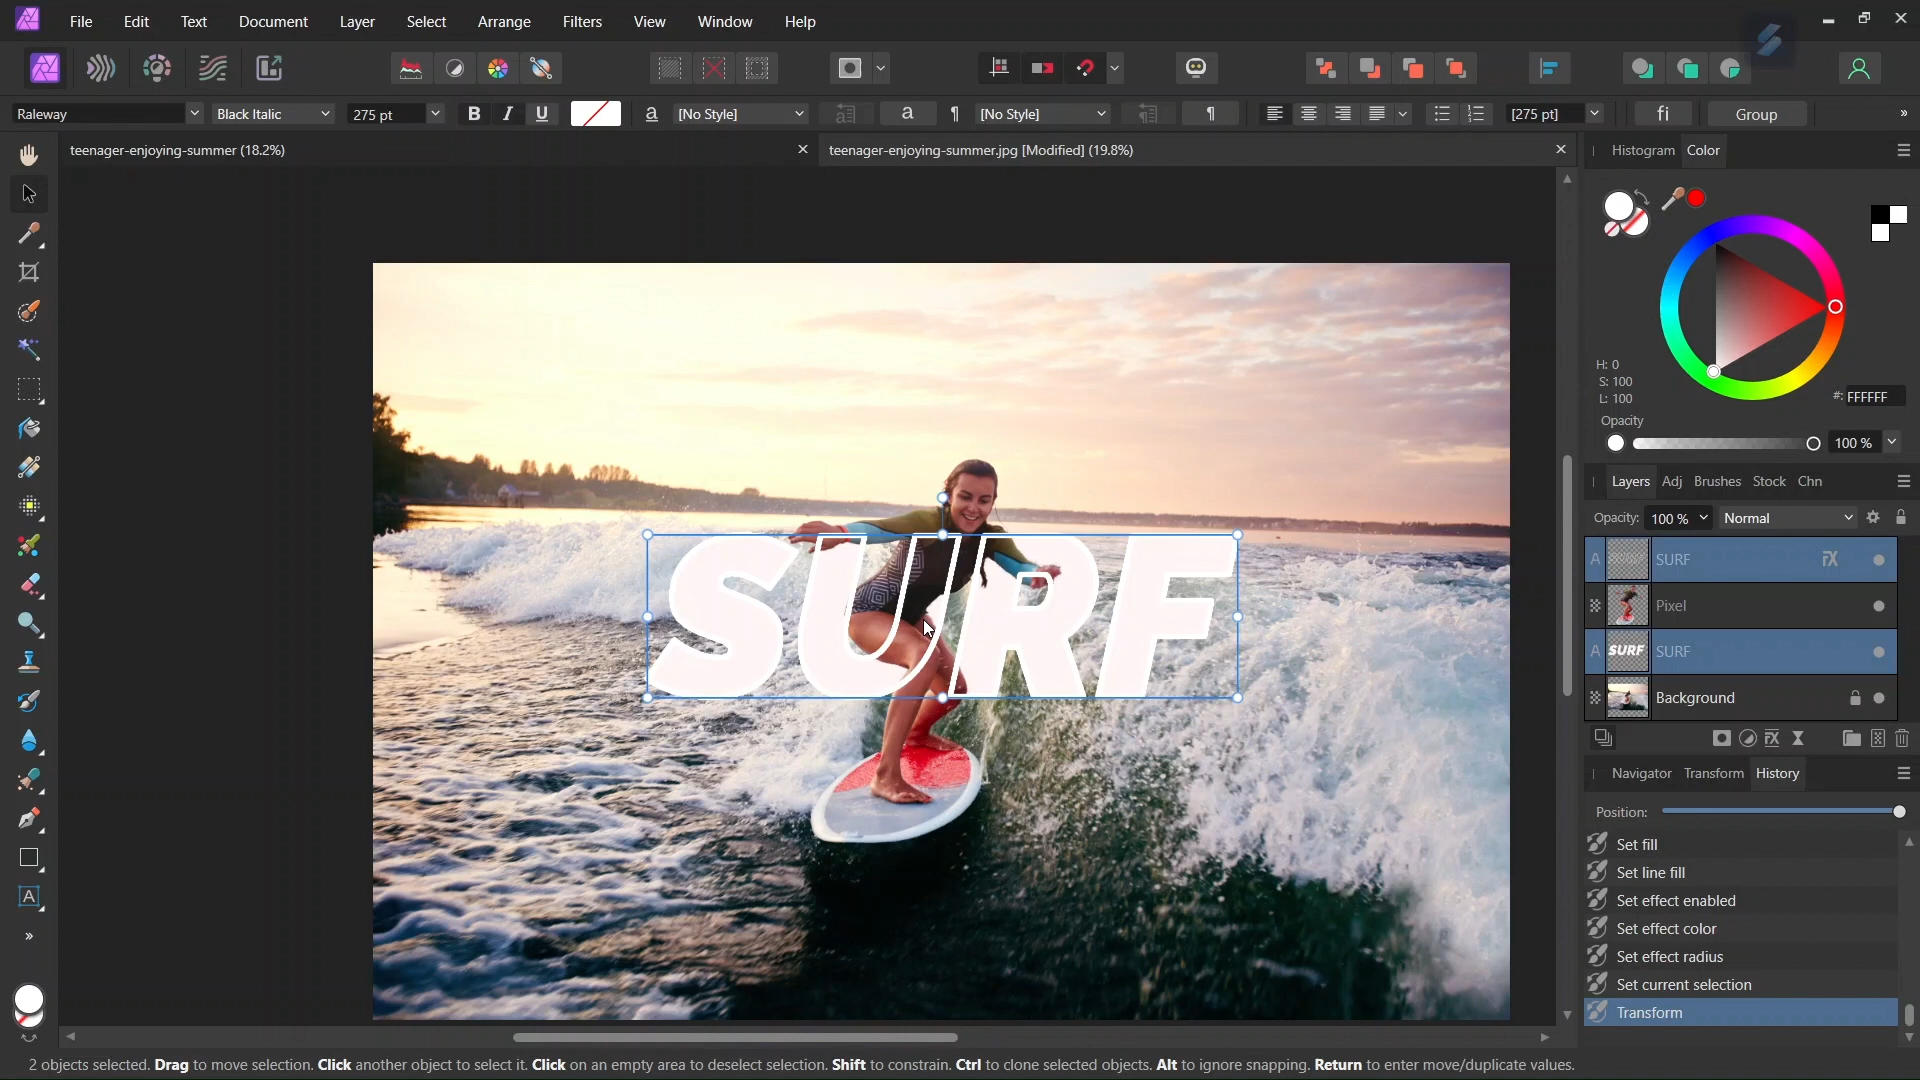 File Edit Text Document Layer Select Arrange Filters View Window Help
Raleway Black Italic 275 pt B I U a [No Style] a ¶ [No Style] ¶ [275 pt] fi Group »
teenager-enjoying-summer (18.2%) teenager-enjoying-summer.jpg [Modified] (19.8%)
Histogram Color
H: 0
S: 100
L: 100
#: FFFFFF
Opacity
100 %
Layers Adj Brushes Stock Chn
Opacity: 100 % Normal
A SURF FX
Pixel
A SURF SURF
Background
Navigator Transform History
Position:
Set fill
Set line fill
Set effect enabled
Set effect color
Set effect radius
Set current selection
Transform
SURF
A
»
2 objects selected. Drag to move selection. Click another object to select it. Click on an empty area to deselect selection. Shift to constrain. Ctrl to clone selected objects. Alt to ignore snapping. Return to enter move/duplicate values.